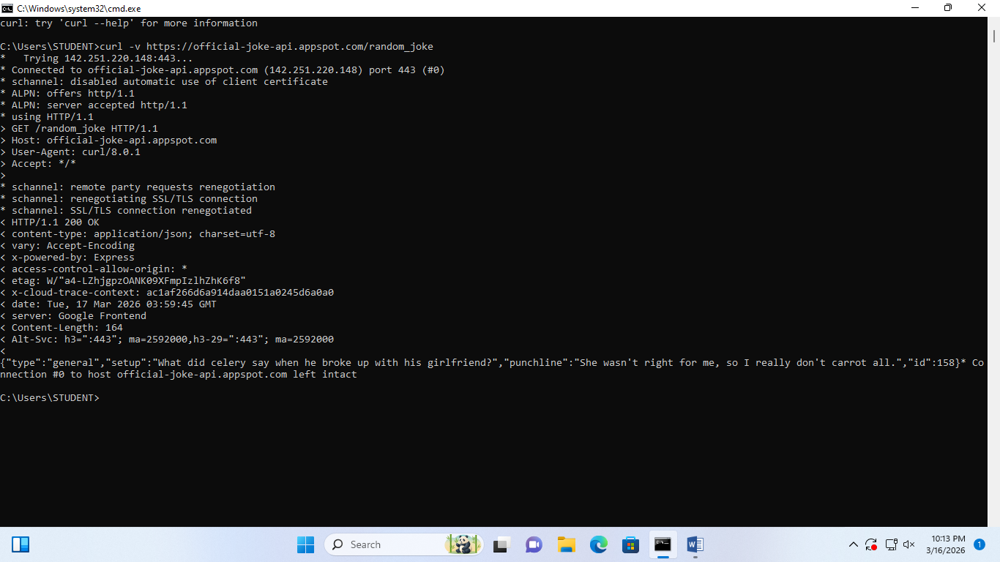 C:\Windows\system32\cmd.exe
curl: try 'curl --help' for more information
C:\Users\STUDENT>curl -v https://official-joke-api.appspot.com/random_joke
*   Trying 142.251.220.148:443...
* Connected to official-joke-api.appspot.com (142.251.220.148) port 443 (#0)
* schannel: disabled automatic use of client certificate
* ALPN: offers http/1.1
* ALPN: server accepted http/1.1
* using HTTP/1.1
> GET /random_joke HTTP/1.1
> Host: official-joke-api.appspot.com
> User-Agent: curl/8.0.1
> Accept: */*
>
* schannel: remote party requests renegotiation
* schannel: renegotiating SSL/TLS connection
* schannel: SSL/TLS connection renegotiated
< HTTP/1.1 200 OK
< content-type: application/json; charset=utf-8
< vary: Accept-Encoding
< x-powered-by: Express
< access-control-allow-origin: *
< etag: W/"a4-LZhjgpzOANK09XFmpIzlhZhK6f8"
< x-cloud-trace-context: ac1af266d6a914daa0151a0245d6a0a0
< date: Tue, 17 Mar 2026 03:59:45 GMT
< server: Google Frontend
< Content-Length: 164
< Alt-Svc: h3=":443"; ma=2592000,h3-29=":443"; ma=2592000
<
{"type":"general","setup":"What did celery say when he broke up with his girlfriend?","punchline":"She wasn't right for me, so I really don't carrot all.","id":158}* Co
nnection #0 to host official-joke-api.appspot.com left intact
C:\Users\STUDENT>
Search
10:13 PM
3/16/2026
1